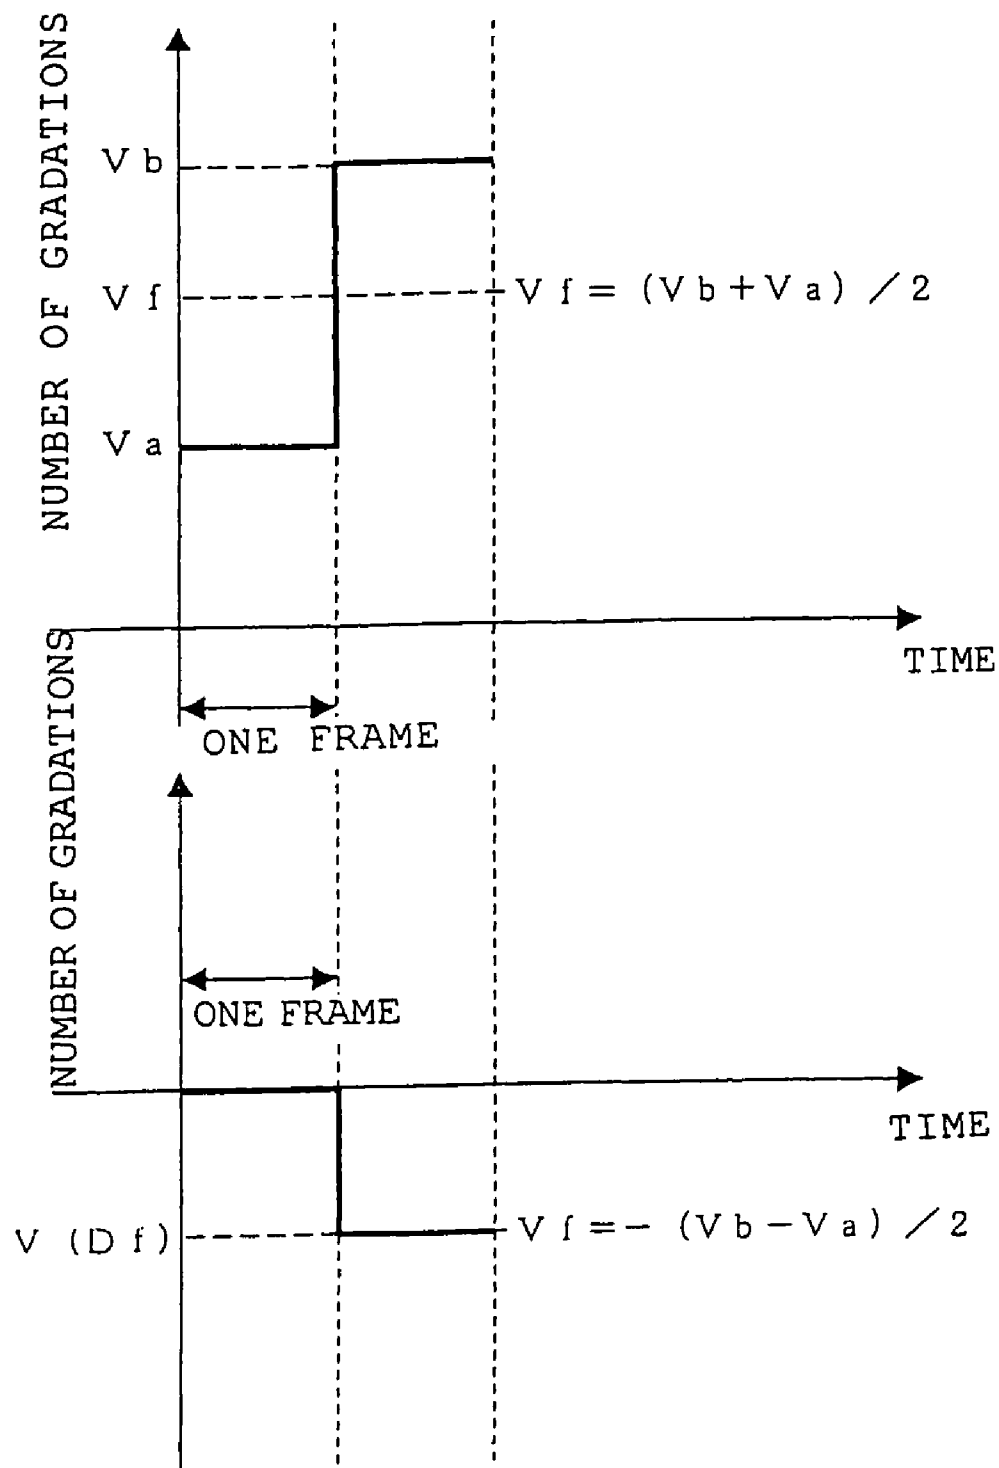 NUMBER OF GRADATIONS
V b
V f
V f = (V b + V a) / 2
V a
TIME
ONE FRAME
NUMBER OF GRADATIONS
ONE FRAME
TIME
V (D f)
V f = - (V b - V a) / 2